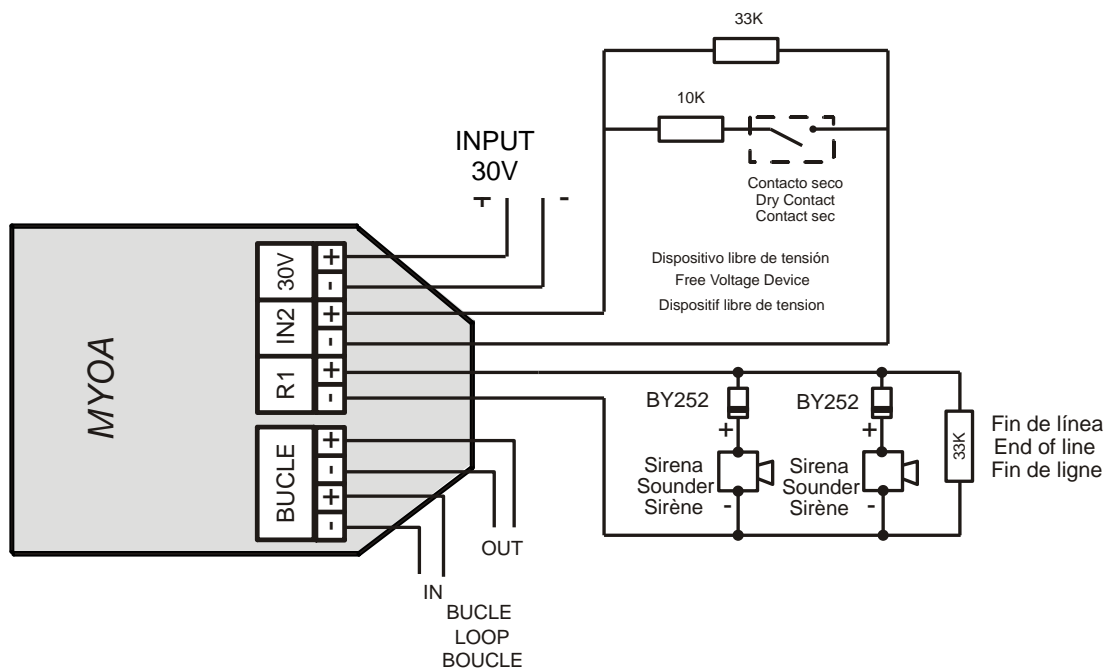 33K
10K
INPUT
30V
+ -
Contacto seco
Dry Contact
Contact sec
Dispositivo libre de tensión
Free Voltage Device
Dispositif libre de tension
MYOA
30V
+
-
IN2
+
-
R1
+
-
BUCLE
+
-
+
-
BY252
+
Sirena
Sounder
Sirène
-
BY252
+
Sirena
Sounder
Sirène
-
33K
Fin de línea
End of line
Fin de ligne
OUT
IN
BUCLE
LOOP
BOUCLE